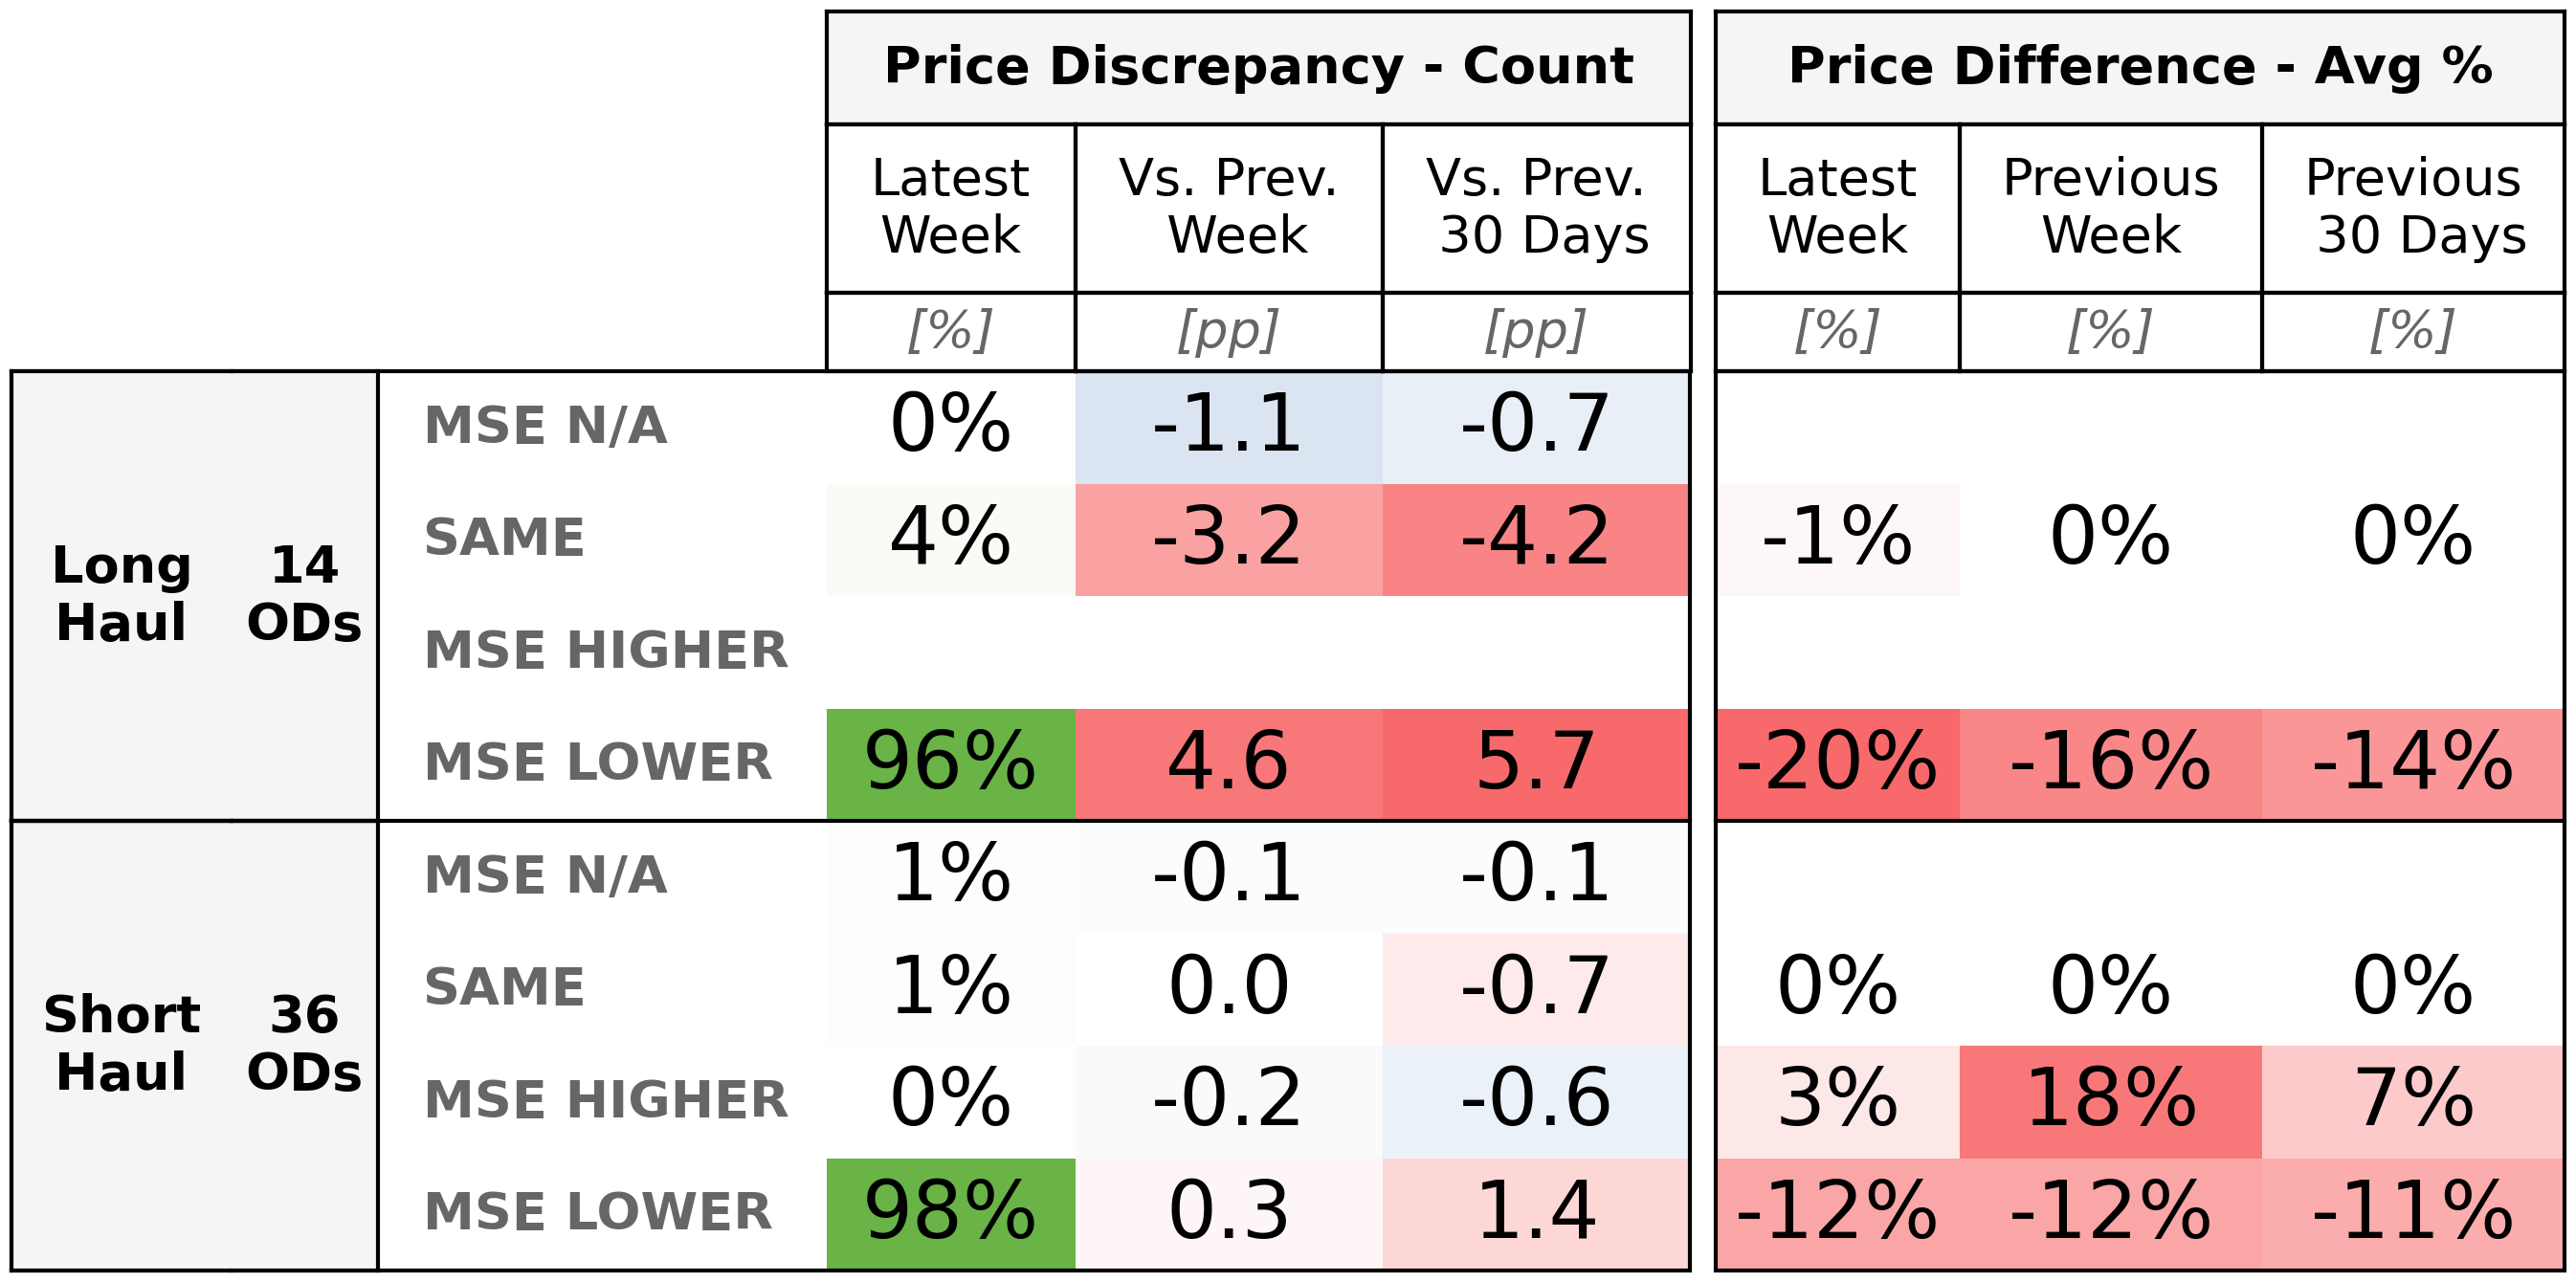 Price Discrepancy - Count Price Difference - Avg %
Latest Week Vs. Prev. Week Vs. Prev. 30 Days Latest Week Previous Week Previous 30 Days
[%] [pp] [pp] [%] [%] [%]
Long Haul 14 ODs
MSE N/A 0% -1.1 -0.7
SAME 4% -3.2 -4.2 -1% 0% 0%
MSE HIGHER
MSE LOWER 96% 4.6 5.7 -20% -16% -14%
Short Haul 36 ODs
MSE N/A 1% -0.1 -0.1
SAME 1% 0.0 -0.7 0% 0% 0%
MSE HIGHER 0% -0.2 -0.6 3% 18% 7%
MSE LOWER 98% 0.3 1.4 -12% -12% -11%